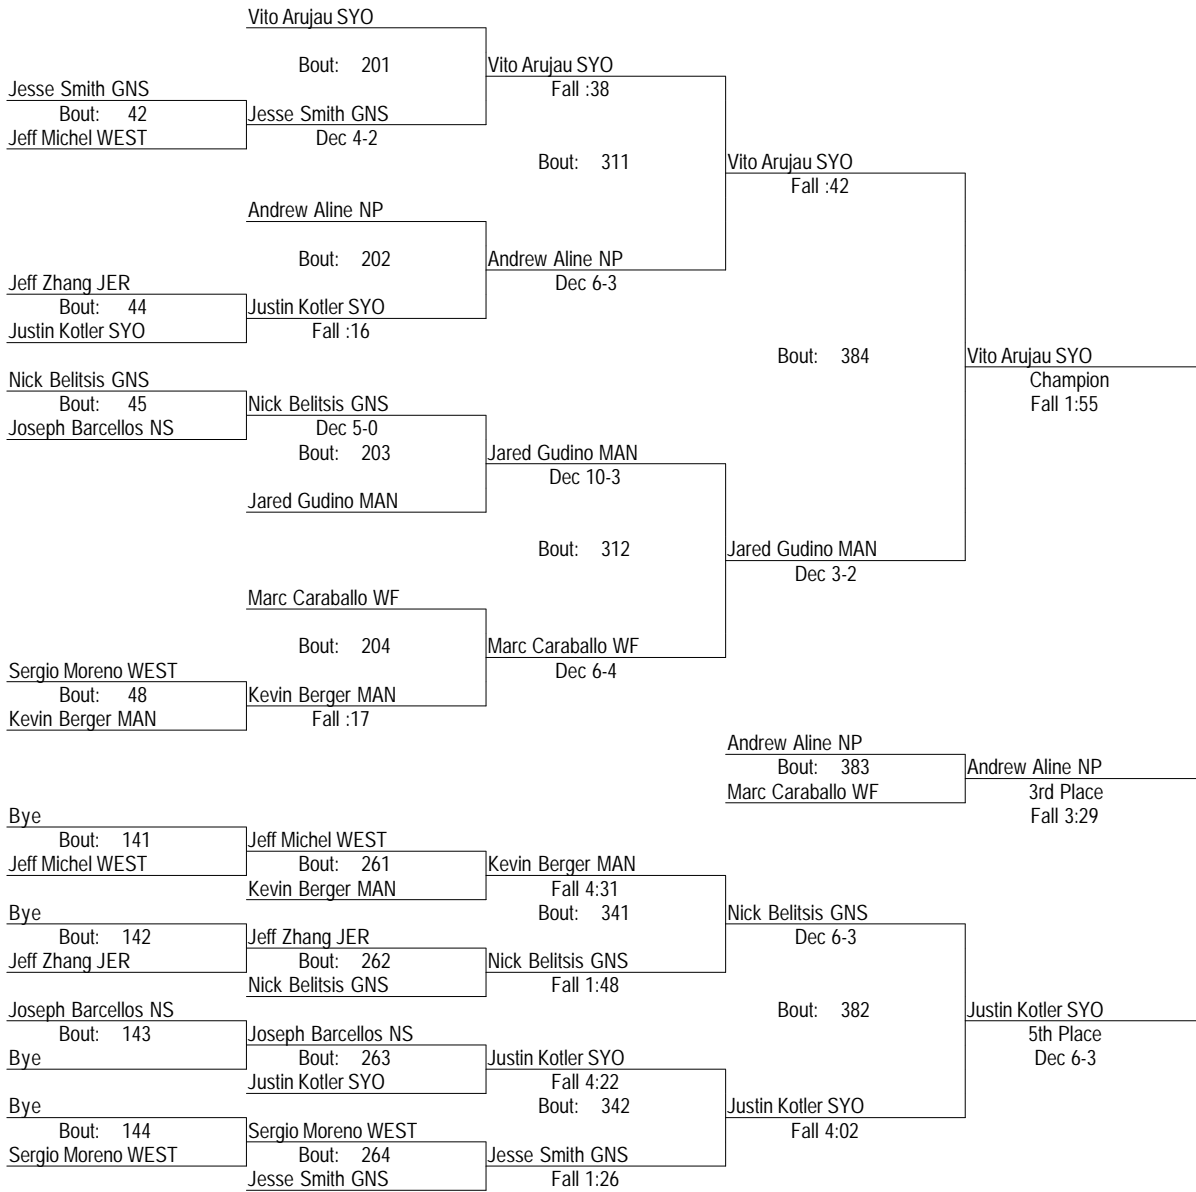 Vito Arujau SYO
Bout: 201 Vito Arujau SYO
Jesse Smith GNS Fall :38
Bout: 42 Jesse Smith GNS
Jeff Michel WEST Dec 4-2
Bout: 311 Vito Arujau SYO
Fall :42
Andrew Aline NP
Bout: 202 Andrew Aline NP
Jeff Zhang JER Dec 6-3
Bout: 44 Justin Kotler SYO
Justin Kotler SYO Fall :16
Bout: 384 Vito Arujau SYO
Nick Belitsis GNS Champion
Bout: 45 Nick Belitsis GNS Fall 1:55
Joseph Barcellos NS Dec 5-0
Bout: 203 Jared Gudino MAN
Dec 10-3
Jared Gudino MAN
Bout: 312 Jared Gudino MAN
Dec 3-2
Marc Caraballo WF
Bout: 204 Marc Caraballo WF
Sergio Moreno WEST Dec 6-4
Bout: 48 Kevin Berger MAN
Kevin Berger MAN Fall :17
Andrew Aline NP
Bout: 383 Andrew Aline NP
Marc Caraballo WF 3rd Place
Bye Fall 3:29
Bout: 141 Jeff Michel WEST
Jeff Michel WEST Bout: 261 Kevin Berger MAN
Kevin Berger MAN Fall 4:31
Bye Bout: 341 Nick Belitsis GNS
Bout: 142 Jeff Zhang JER Dec 6-3
Jeff Zhang JER Bout: 262 Nick Belitsis GNS
Nick Belitsis GNS Fall 1:48
Joseph Barcellos NS Bout: 382 Justin Kotler SYO
Bout: 143 Joseph Barcellos NS 5th Place
Bye Bout: 263 Justin Kotler SYO Dec 6-3
Justin Kotler SYO Fall 4:22
Bye Bout: 342 Justin Kotler SYO
Bout: 144 Sergio Moreno WEST Fall 4:02
Sergio Moreno WEST Bout: 264 Jesse Smith GNS
Jesse Smith GNS Fall 1:26